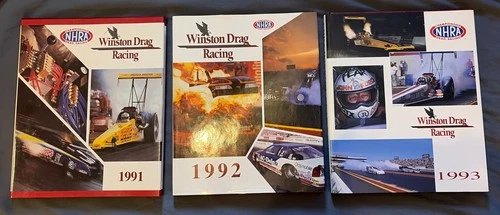 NHRA
Winston Drag
Racing
1991
NHRA
Winston Drag
Racing
1992
NHRA
Winston Drag
Racing
1993